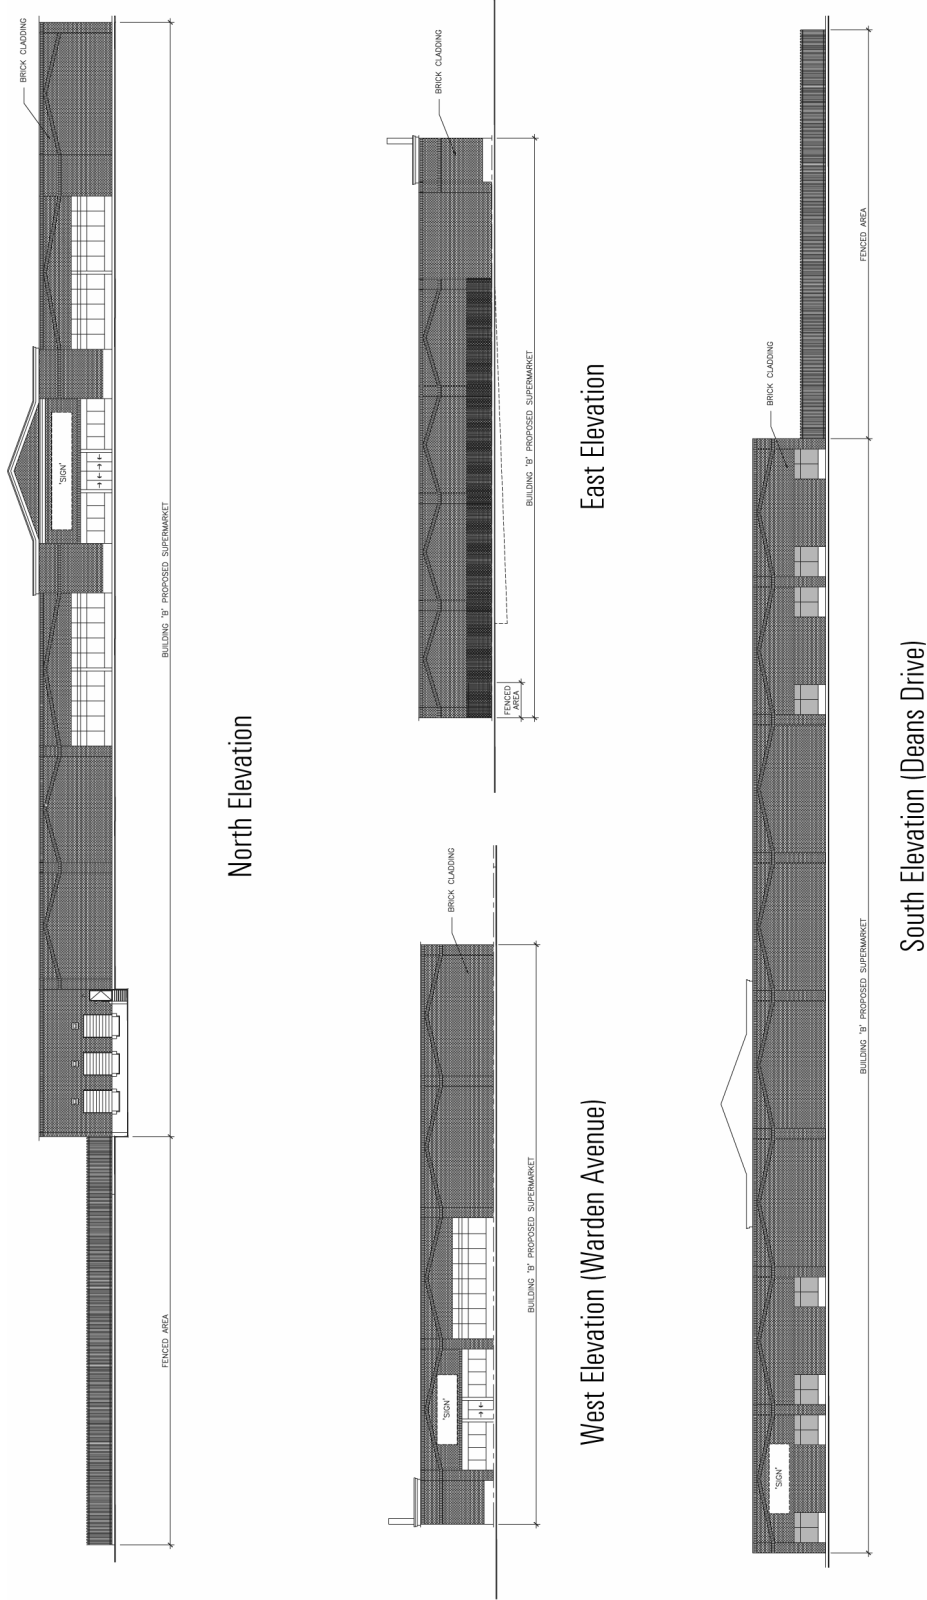 FENCED AREA
BUILDING "B" PROPOSED SUPERMARKET
"SIGN"
BRICK CLADDING
North Elevation
"SIGN"
BRICK CLADDING
BUILDING "B" PROPOSED SUPERMARKET
West Elevation (Warden Avenue)
BRICK CLADDING
FENCED
AREA
BUILDING "B" PROPOSED SUPERMARKET
East Elevation
"SIGN"
BRICK CLADDING
BUILDING "B" PROPOSED SUPERMARKET
FENCED AREA
South Elevation (Deans Drive)